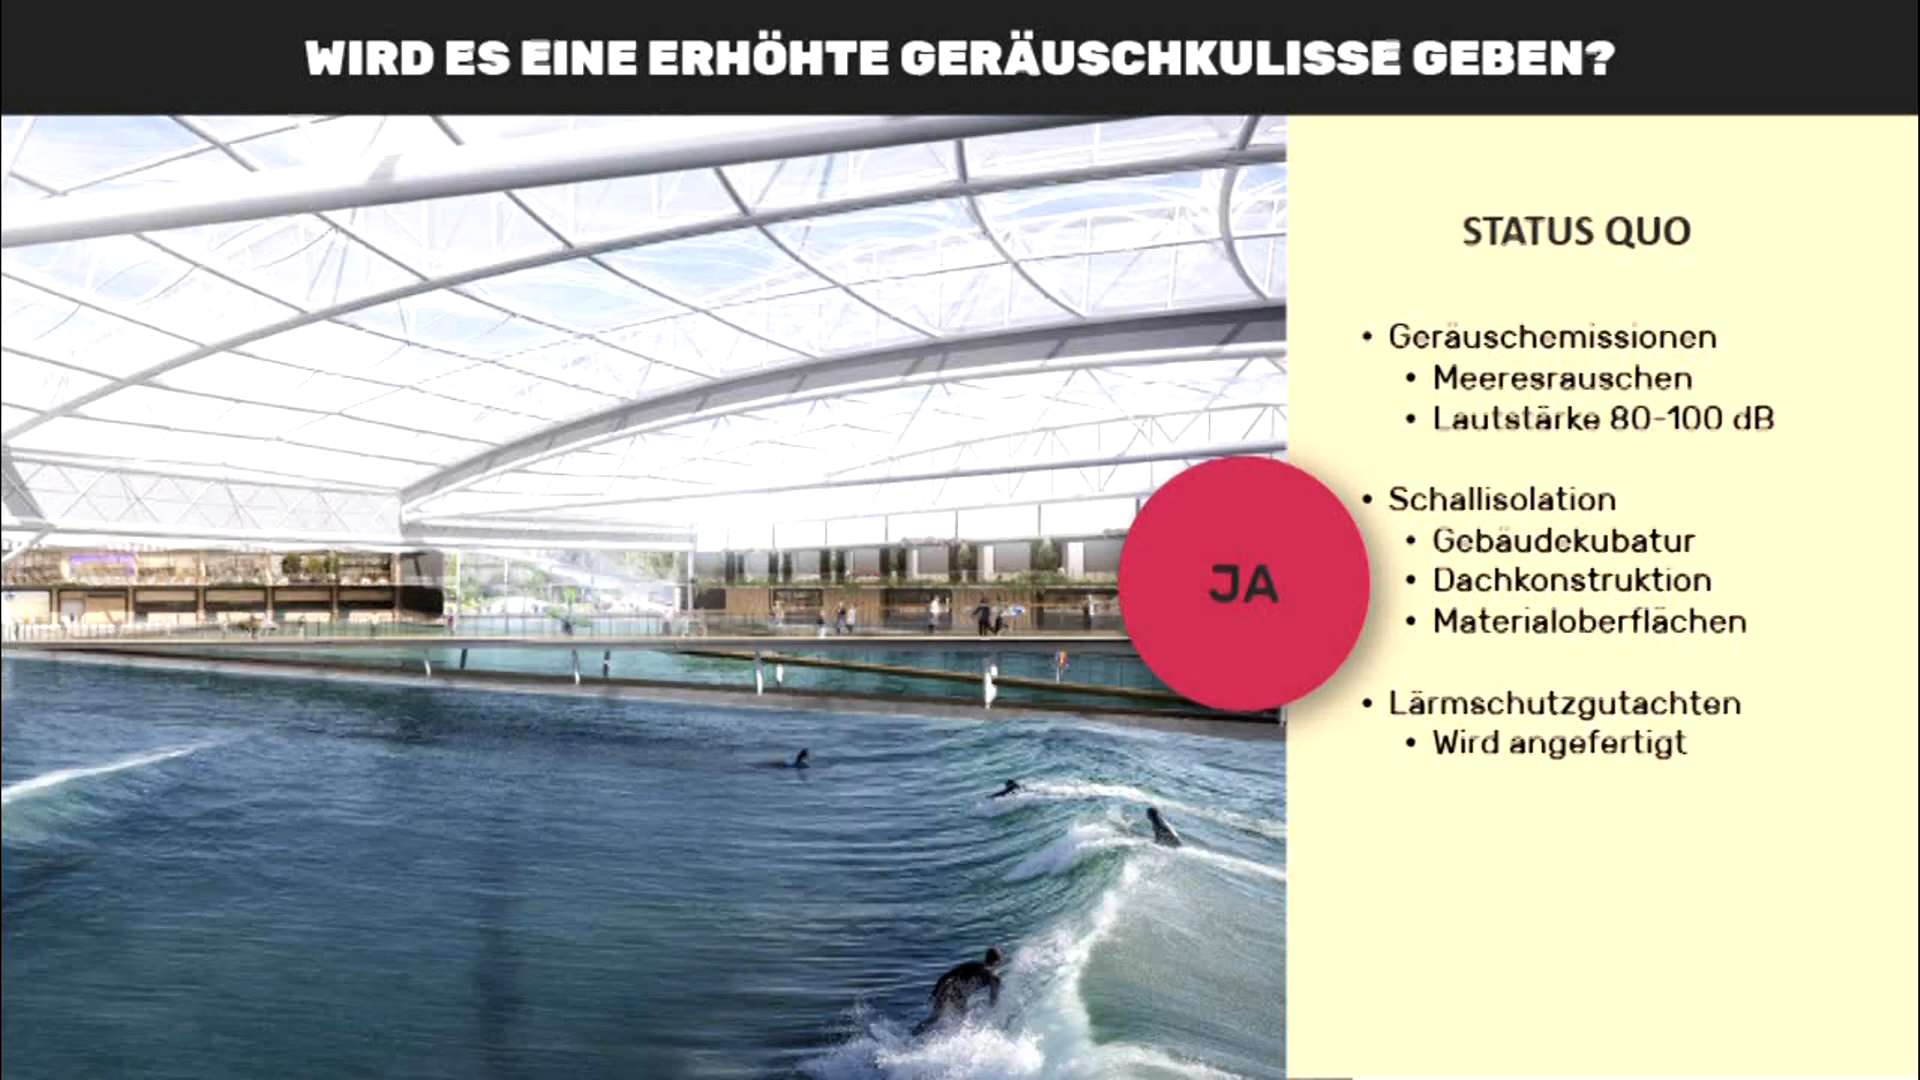 WIRD ES EINE ERHÖHTE GERÄUSCHKULISSE GEBEN?
STATUS QUO
• Geräuschemissionen
• Meeresrauschen
• Lautstärke 80-100 dB
JA
• Schallisolation
• Gebäudekubatur
• Dachkonstruktion
• Materialoberflächen
• Lärmschutzgutachten
• Wird angefertigt